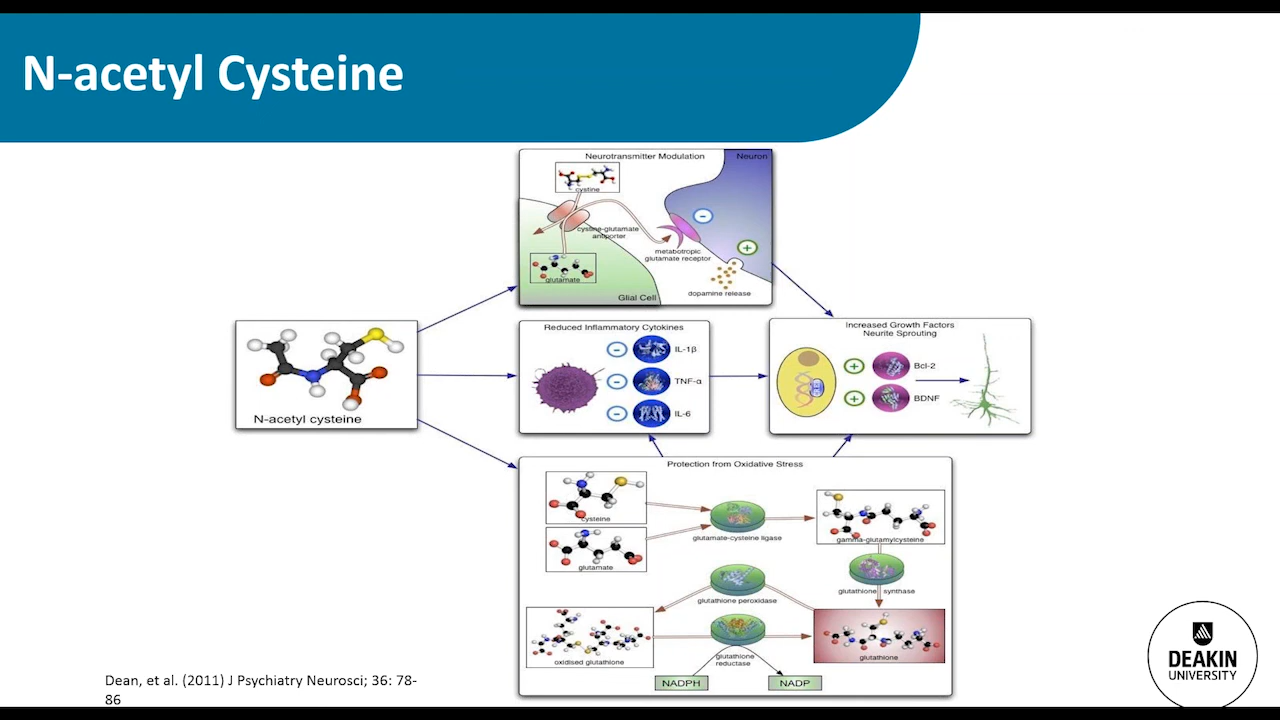 N-acetyl Cysteine
Neurotransmitter Modulation
Neuron
cystine
cystine-glutamate
antiporter
metabotropic
glutamate receptor
glutamate
dopamine release
Glial Cell
N-acetyl cysteine
Reduced Inflammatory Cytokines
IL-1β
TNF-α
IL-6
Increased Growth Factors
Neurite Sprouting
Bcl-2
BDNF
Protection from Oxidative Stress
cysteine
glutamate
glutamate-cysteine ligase
gamma-glutamylcysteine
glutathione synthase
glutathione peroxidase
oxidised glutathione
glutathione
reductase
glutathione
NADPH
NADP
Dean, et al. (2011) J Psychiatry Neurosci; 36: 78-
86
DEAKIN
UNIVERSITY